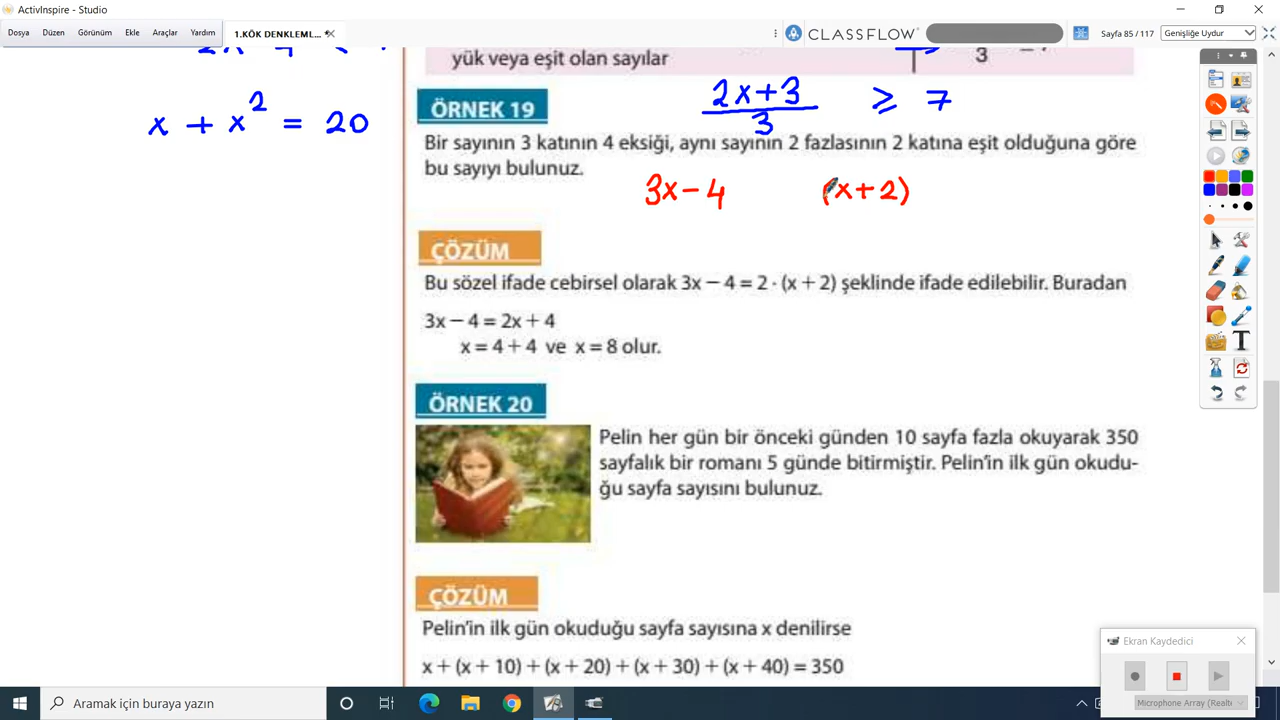 ActivInspire - Studio
Dosya Düzen Görünüm Ekle Araçlar Yardım
1.KÖK DENKLEML...
CLASSFLOW
Sayfa 85 / 117
Genişliğe Uydur
yük veya eşit olan sayılar
3
x + x² = 20
ÖRNEK 19
2x+3
3
⩾ 7
Bir sayının 3 katının 4 eksiği, aynı sayının 2 fazlasının 2 katına eşit olduğuna göre
bu sayıyı bulunuz.
3x-4 (x+2)
ÇÖZÜM
Bu sözel ifade cebirsel olarak 3x – 4 = 2 · (x + 2) şeklinde ifade edilebilir. Buradan
3x – 4 = 2x + 4
x = 4 + 4 ve x = 8 olur.
ÖRNEK 20
Pelin her gün bir önceki günden 10 sayfa fazla okuyarak 350
sayfalık bir romanı 5 günde bitirmiştir. Pelin'in ilk gün okudu-
ğu sayfa sayısını bulunuz.
ÇÖZÜM
Pelin'in ilk gün okuduğu sayfa sayısına x denilirse
x + (x + 10) + (x + 20) + (x + 30) + (x + 40) = 350
Ekran Kaydedici
Microphone Array (Realt
Aramak için buraya yazın